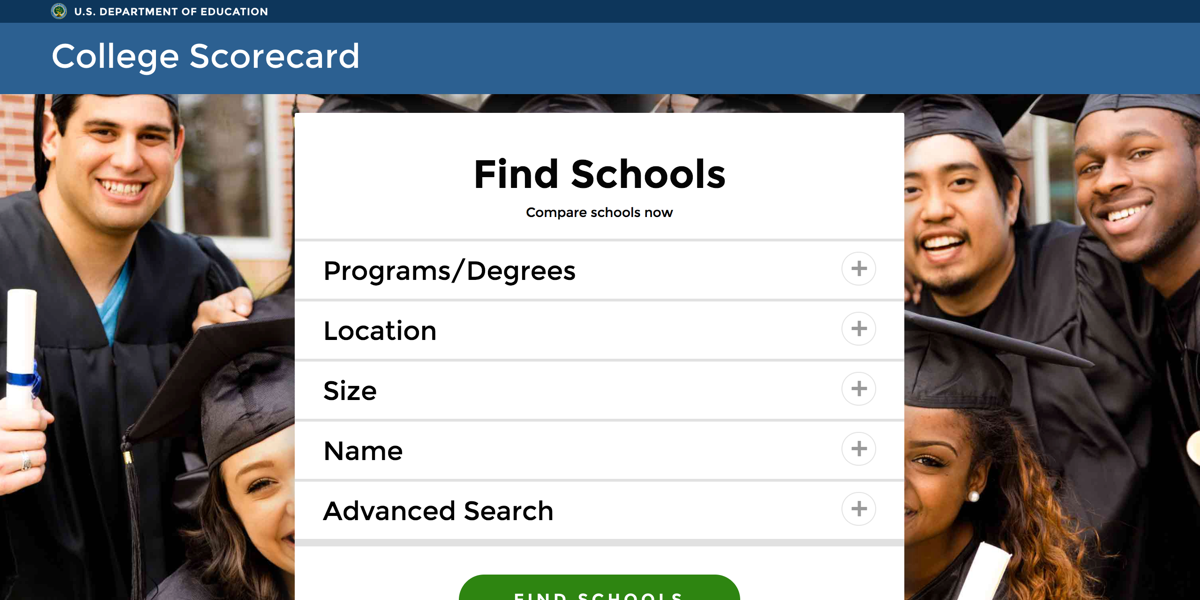 U.S. DEPARTMENT OF EDUCATION
College Scorecard
Find Schools
Compare schools now
Programs/Degrees
Location
Size
Name
Advanced Search
FIND SCHOOLS